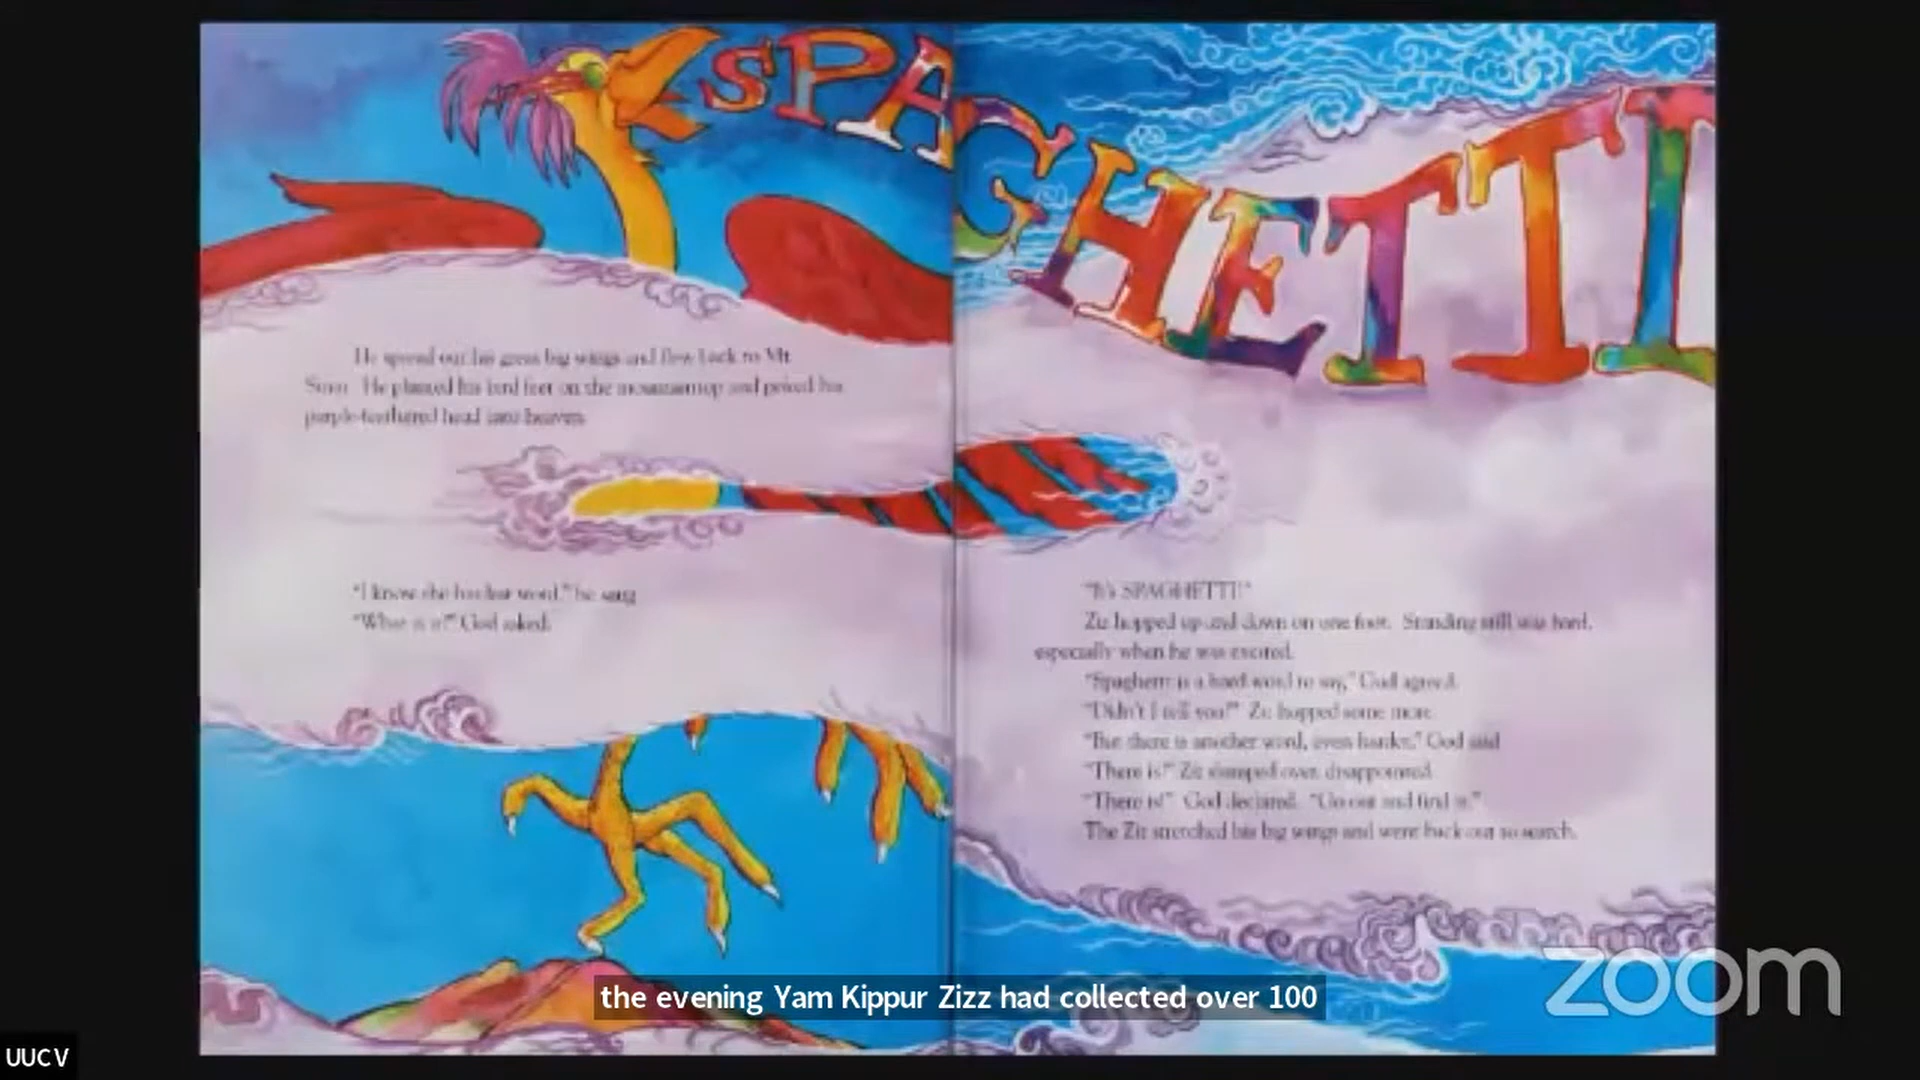 SPAGHETTI
He spread out his great big wings and flew back to Mt.
Sinai. He planted his bird feet on the mountaintop and poked his
purple-feathered head into heaven.
"I know the hardest word," he sang.
"What is it?" God asked.
"It's SPAGHETTI!"
Ziz hopped up and down on one foot. Standing still was hard,
especially when he was excited.
"Spaghetti is a hard word to say," God agreed.
"Didn't I tell you?" Ziz hopped some more.
"But there is another word, even harder," God said.
"There is?" Ziz slumped over, disappointed.
"There is!" God declared. "Go out and find it."
The Ziz stretched his big wings and went back out to search.
the evening Yam Kippur Zizz had collected over 100
zoom
UUCV